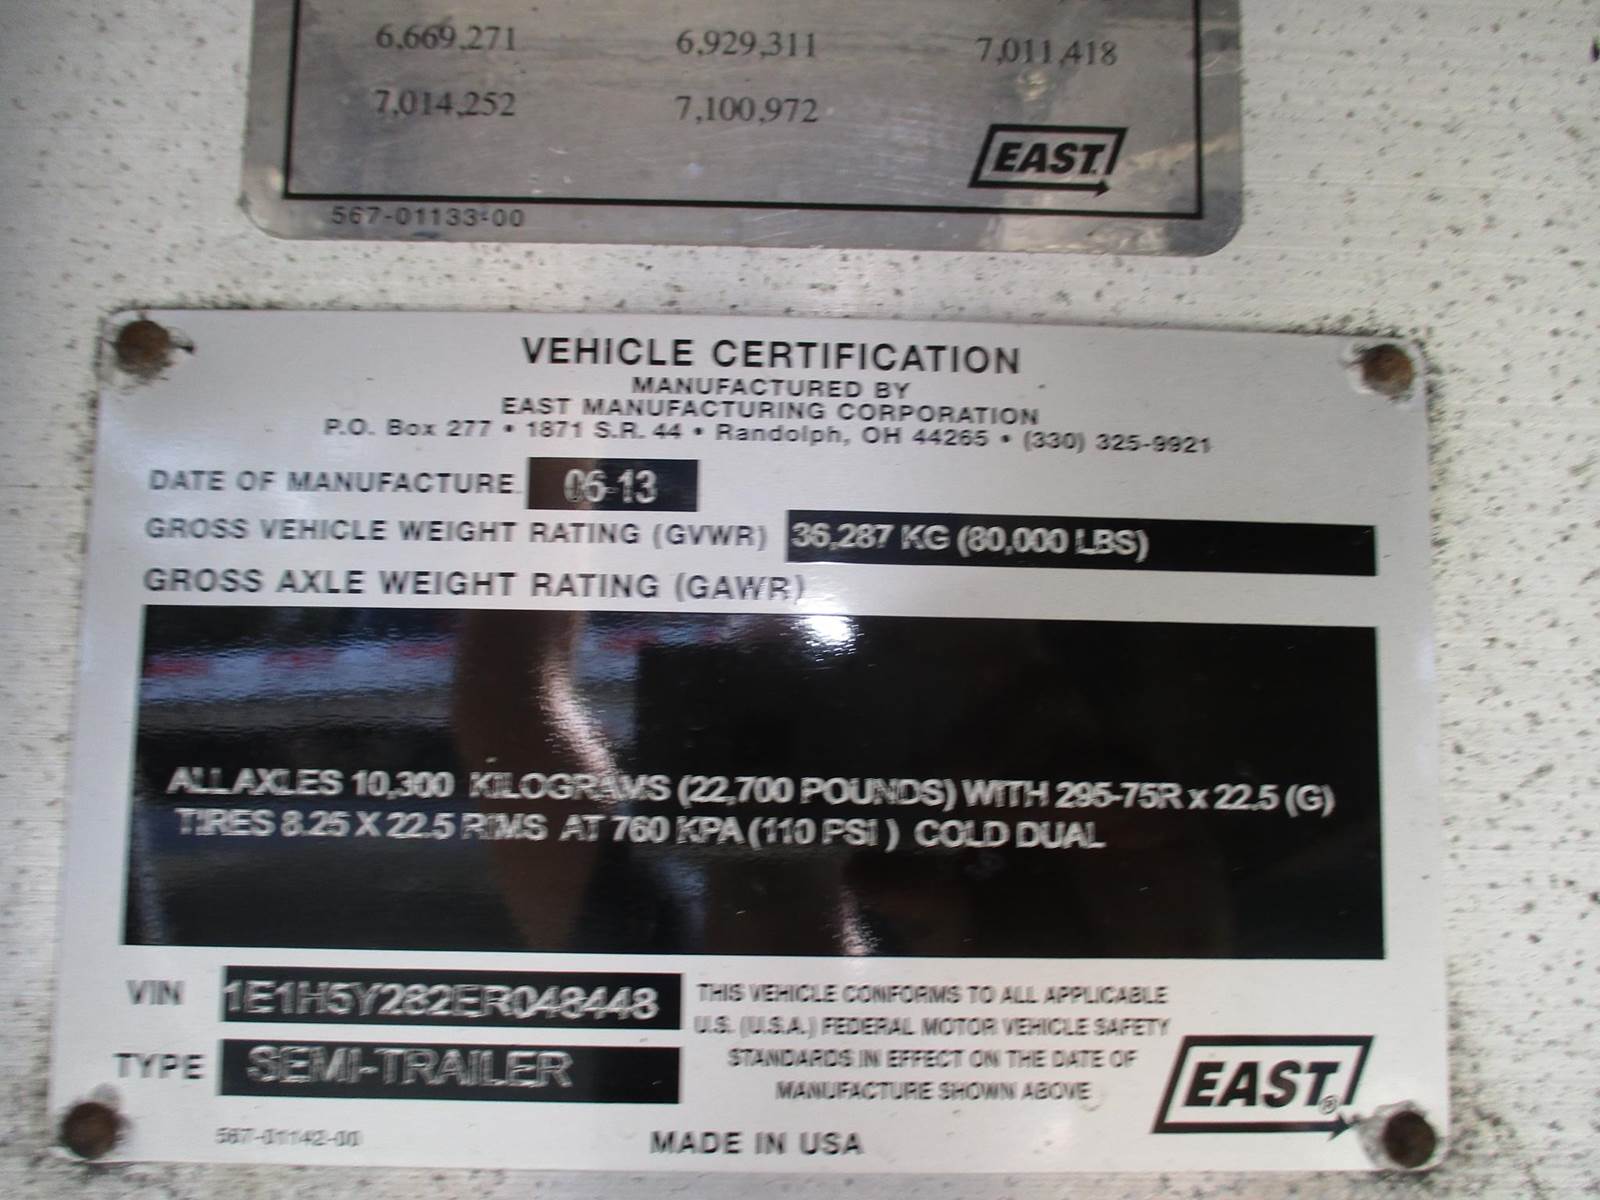 6,669,271 6,929,311 7,011,418
7,014,252 7,100,972
EAST
567-01133-00
VEHICLE CERTIFICATION
MANUFACTURED BY
EAST MANUFACTURING CORPORATION
P.O. Box 277 • 1871 S.R. 44 • Randolph, OH 44265 • (330) 325-9921
DATE OF MANUFACTURE 06-13
GROSS VEHICLE WEIGHT RATING (GVWR) 36,287 KG (80,000 LBS)
GROSS AXLE WEIGHT RATING (GAWR)
ALL AXLES 10,300 KILOGRAMS (22,700 POUNDS) WITH 295-75R x 22.5 (G)
TIRES 8.25 X 22.5 RIMS AT 760 KPA (110 PSI ) COLD DUAL
VIN 1E1H5Y282ER048448
THIS VEHICLE CONFORMS TO ALL APPLICABLE
U.S. (U.S.A.) FEDERAL MOTOR VEHICLE SAFETY
STANDARDS IN EFFECT ON THE DATE OF
MANUFACTURE SHOWN ABOVE
TYPE SEMI-TRAILER
EAST®
567-01142-00
MADE IN USA